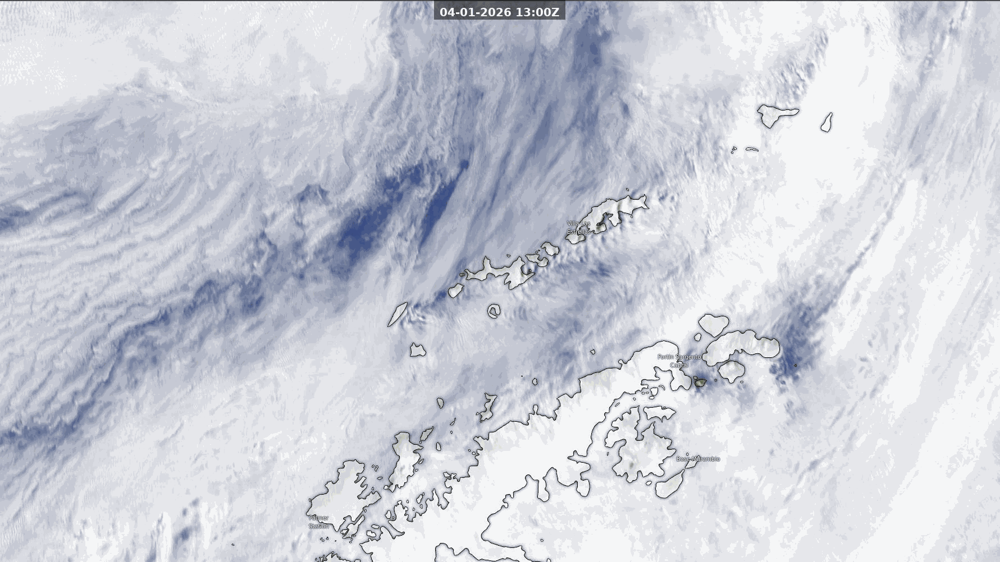 04-01-2026 13:00Z
Villa Las
Estrellas
Fortín Sargento
Cabral
Base Marambio
Palmer
Station